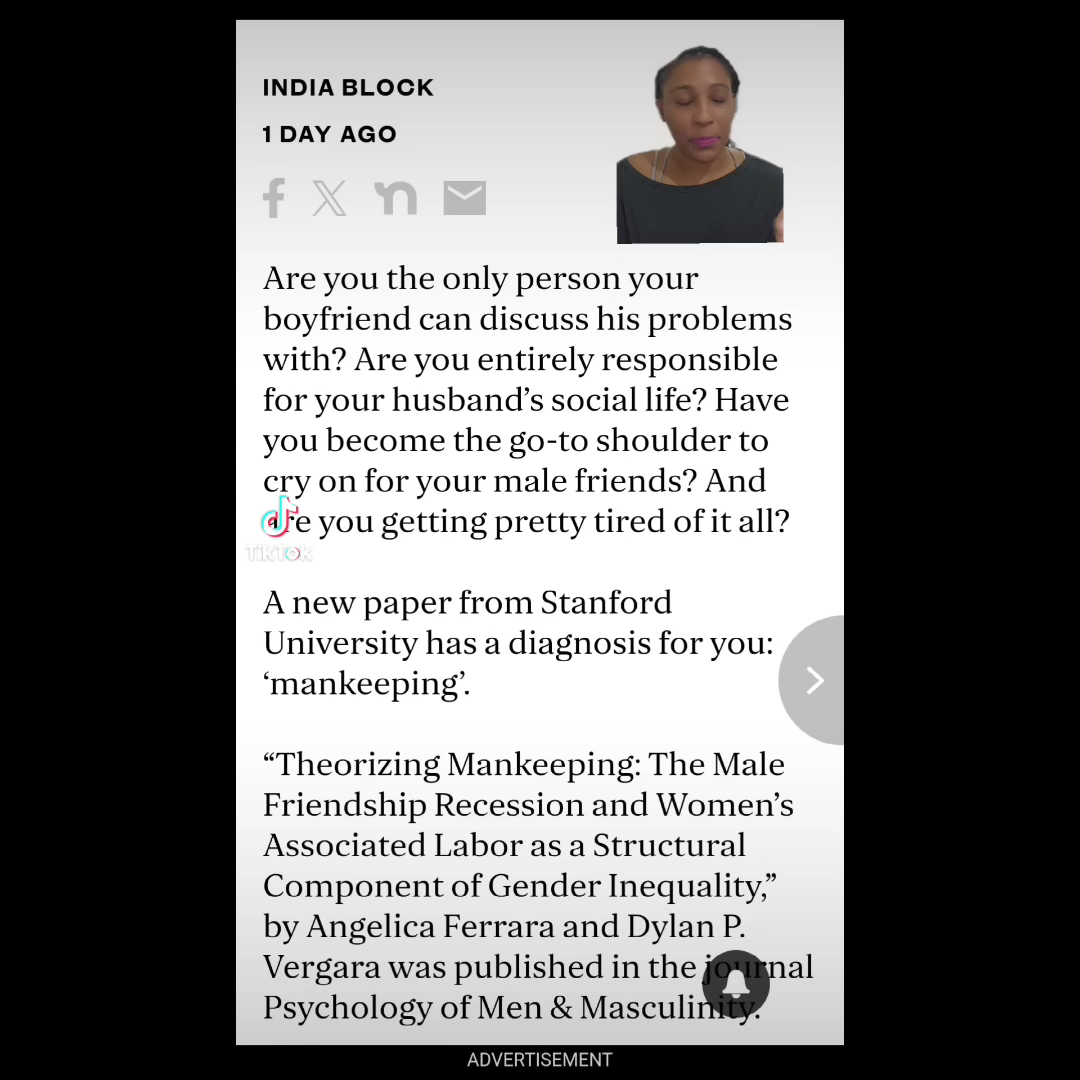 INDIA BLOCK
1 DAY AGO
Are you the only person your
boyfriend can discuss his problems
with? Are you entirely responsible
for your husband’s social life? Have
you become the go-to shoulder to
cry on for your male friends? And
are you getting pretty tired of it all?
TikTok
A new paper from Stanford
University has a diagnosis for you:
‘mankeeping’.
“Theorizing Mankeeping: The Male
Friendship Recession and Women’s
Associated Labor as a Structural
Component of Gender Inequality,”
by Angelica Ferrara and Dylan P.
Vergara was published in the journal
Psychology of Men & Masculinity.
ADVERTISEMENT